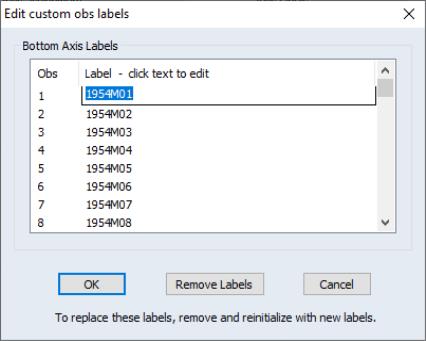 Edit custom obs labels
Bottom Axis Labels
Obs Label - click text to edit
1 1954M01
2 1954M02
3 1954M03
4 1954M04
5 1954M05
6 1954M06
7 1954M07
8 1954M08
OK Remove Labels Cancel
To replace these labels, remove and reinitialize with new labels.